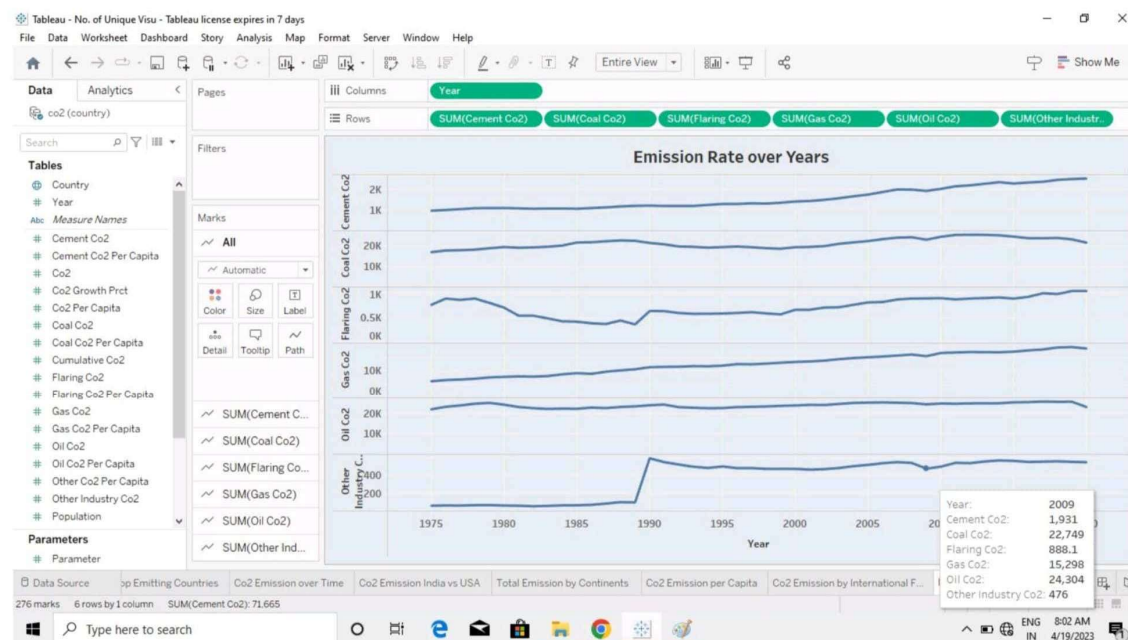 Tableau - No. of Unique Visu - Tableau license expires in 7 days
File Data Worksheet Dashboard Story Analysis Map Format Server Window Help
Entire View
Show Me
Data Analytics
co2 (country)
Search
Tables
Country
Year
Abc Measure Names
Cement Co2
Cement Co2 Per Capita
Co2
Co2 Growth Prct
Co2 Per Capita
Coal Co2
Coal Co2 Per Capita
Cumulative Co2
Flaring Co2
Flaring Co2 Per Capita
Gas Co2
Gas Co2 Per Capita
Oil Co2
Oil Co2 Per Capita
Other Co2 Per Capita
Other Industry Co2
Population
Parameters
Parameter
Pages
Filters
Marks
All
Automatic
Color Size Label
Detail Tooltip Path
SUM(Cement C...
SUM(Coal Co2)
SUM(Flaring Co...
SUM(Gas Co2)
SUM(Oil Co2)
SUM(Other Ind...
Columns Year
Rows SUM(Cement Co2) SUM(Coal Co2) SUM(Flaring Co2) SUM(Gas Co2) SUM(Oil Co2) SUM(Other Industr..
Emission Rate over Years
Cement Co2
2K
1K
Coal Co2
20K
10K
Flaring Co2
1K
0.5K
0K
Gas Co2
10K
0K
Oil Co2
20K
10K
Other
Industry C...
400
200
1975 1980 1985 1990 1995 2000 2005 20
Year
Year: 2009
Cement Co2: 1,931
Coal Co2: 22,749
Flaring Co2: 888.1
Gas Co2: 15,298
Oil Co2: 24,304
Other Industry Co2: 476
Data Source op Emitting Countries Co2 Emission over Time Co2 Emission India vs USA Total Emission by Continents Co2 Emission per Capita Co2 Emission by International F...
276 marks 6 rows by 1 column SUM(Cement Co2): 71.665
Type here to search
ENG 8:02 AM
IN 4/19/2023